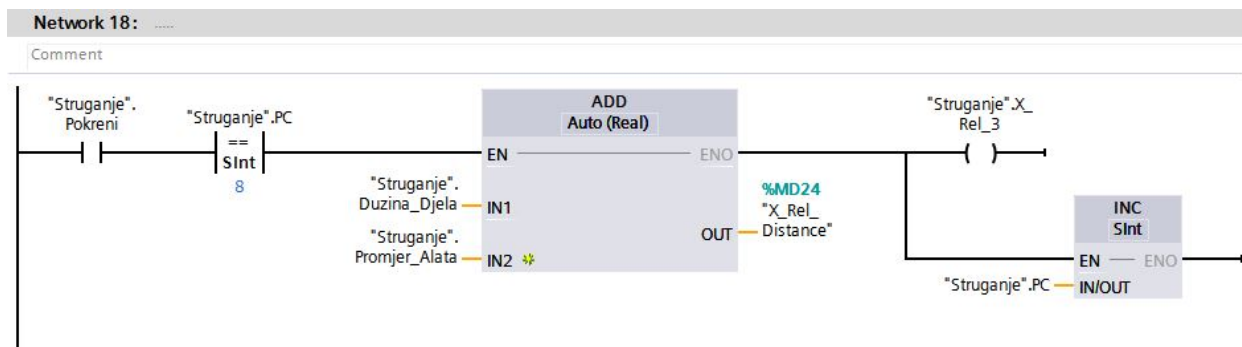 Network 18: .....
Comment
"Struganje".
Pokreni
"Struganje".PC
==
SInt
8
ADD
Auto (Real)
EN
ENO
"Struganje".
Duzina_Djela
IN1
"Struganje".
Promjer_Alata
IN2
OUT
%MD24
"X_Rel_
Distance"
"Struganje".X_
Rel_3
INC
SInt
EN
ENO
"Struganje".PC
IN/OUT